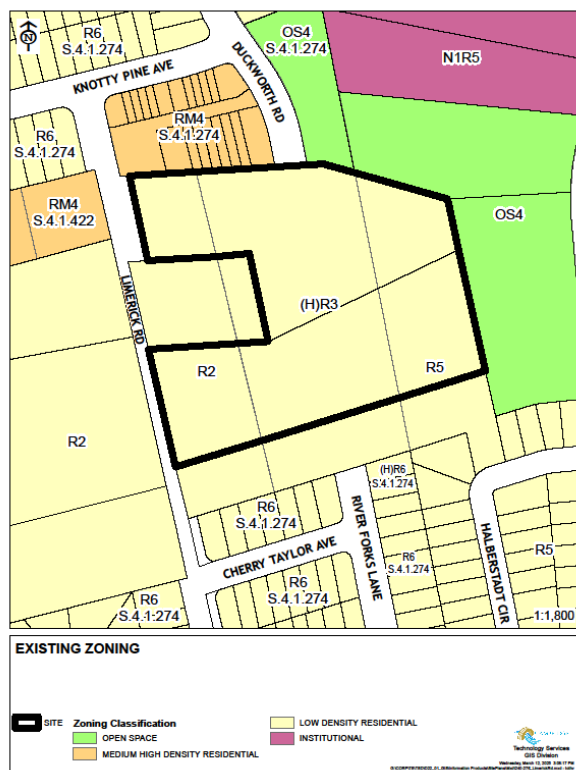 N
R6
S.4.1.274
KNOTTY PINE AVE
DUCKWORTH RD
OS4
S.4.1.274
N1R5
R6
S.4.1.274
RM4
S.4.1.274
RM4
S.4.1.422
OS4
LIMERICK RD
(H)R3
R2
R5
R2
R6
S.4.1.274
(H)R6
S.4.1.274
RIVER FORKS LANE
CHERRY TAYLOR AVE
R6
S.4.1.274
R6
S.4.1.274
HALBERSTADT CIR
R5
R6
S.4.1.274
1:1,800
EXISTING ZONING
SITE
Zoning Classification
OPEN SPACE
MEDIUM HIGH DENSITY RESIDENTIAL
LOW DENSITY RESIDENTIAL
INSTITUTIONAL
Technology Services
GIS Division